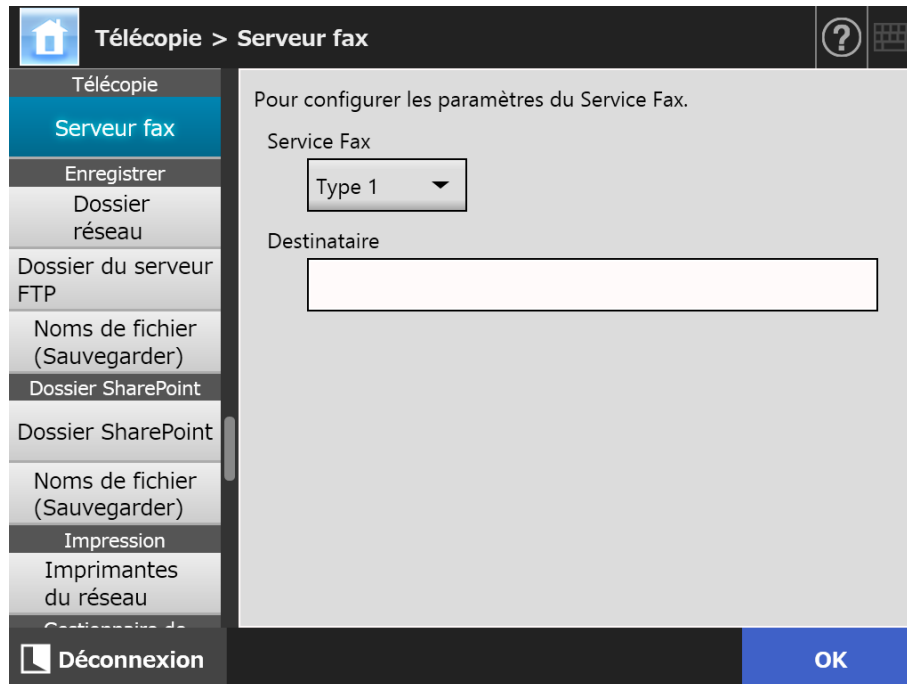 Télécopie > Serveur fax
Télécopie
Serveur fax
Enregistrer
Dossier
réseau
Dossier du serveur
FTP
Noms de fichier
(Sauvegarder)
Dossier SharePoint
Dossier SharePoint
Noms de fichier
(Sauvegarder)
Impression
Imprimantes
du réseau
Gestionnaire de
Déconnexion
Pour configurer les paramètres du Service Fax.
Service Fax
Type 1
Destinataire
OK